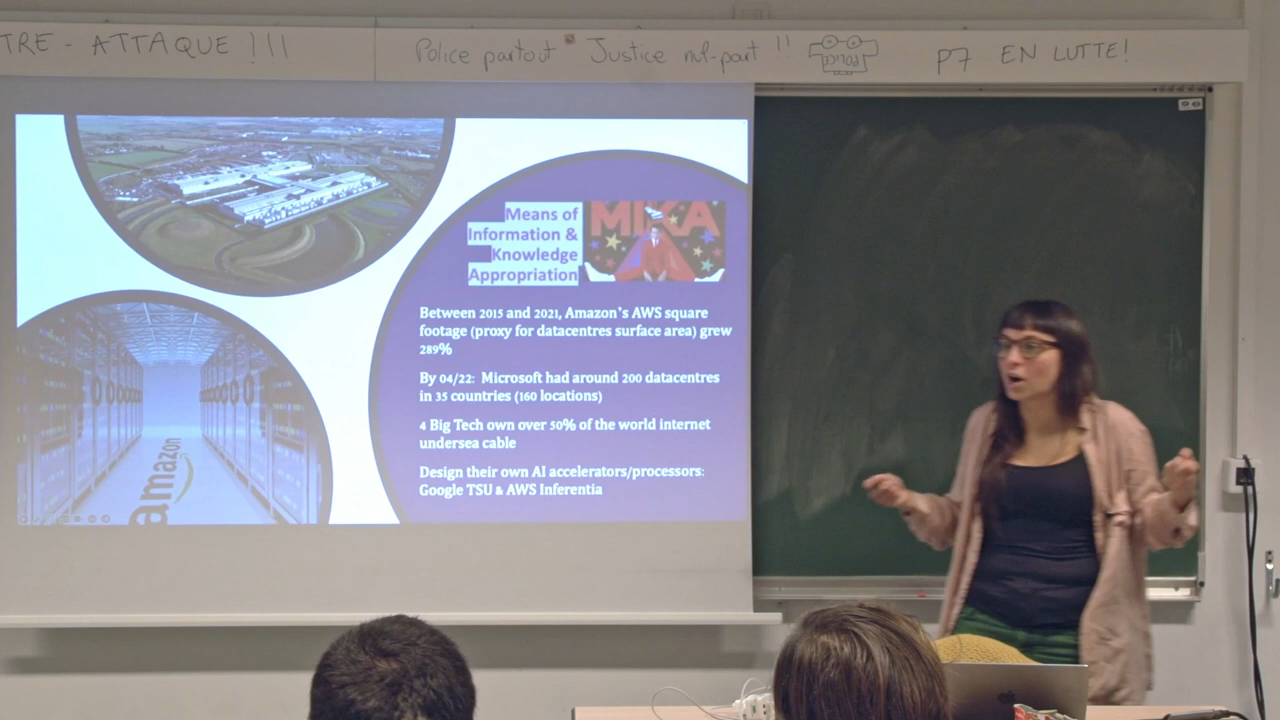 TRE - ATTAQUE !!!
Police partout Justice nul-part !!
POLICE
P7 EN LUTTE!
Means of
Information &
Knowledge
Appropriation
MIKA
Between 2015 and 2021, Amazon's AWS square
footage (proxy for datacentres surface area) grew
289%
By 04/22: Microsoft had around 200 datacentres
in 35 countries (160 locations)
4 Big Tech own over 50% of the world internet
undersea cable
Design their own AI accelerators/processors:
Google TSU & AWS Inferentia
amazon